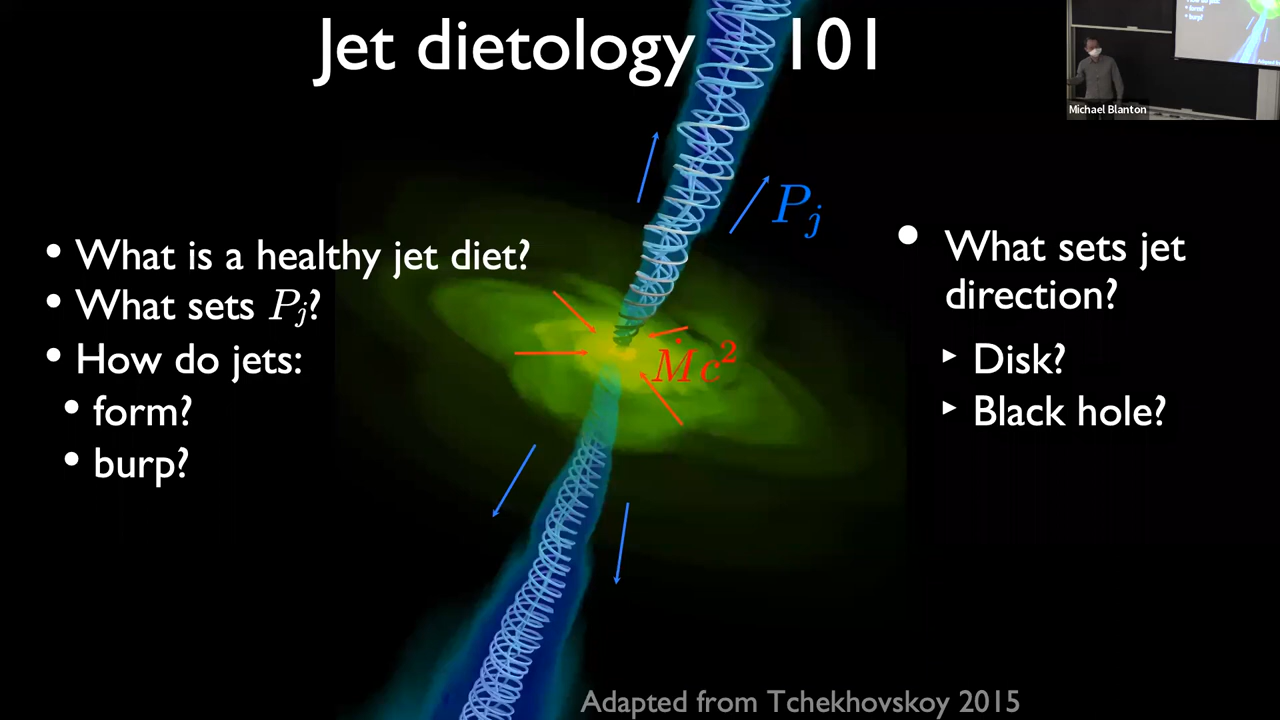 Jet dietology 101
Michael Blanton
P_j
• What is a healthy jet diet?
• What sets P_j?
• How do jets:
• form?
• burp?
Ṁc²
• What sets jet
direction?
▸ Disk?
▸ Black hole?
Adapted from Tchekhovskoy 2015